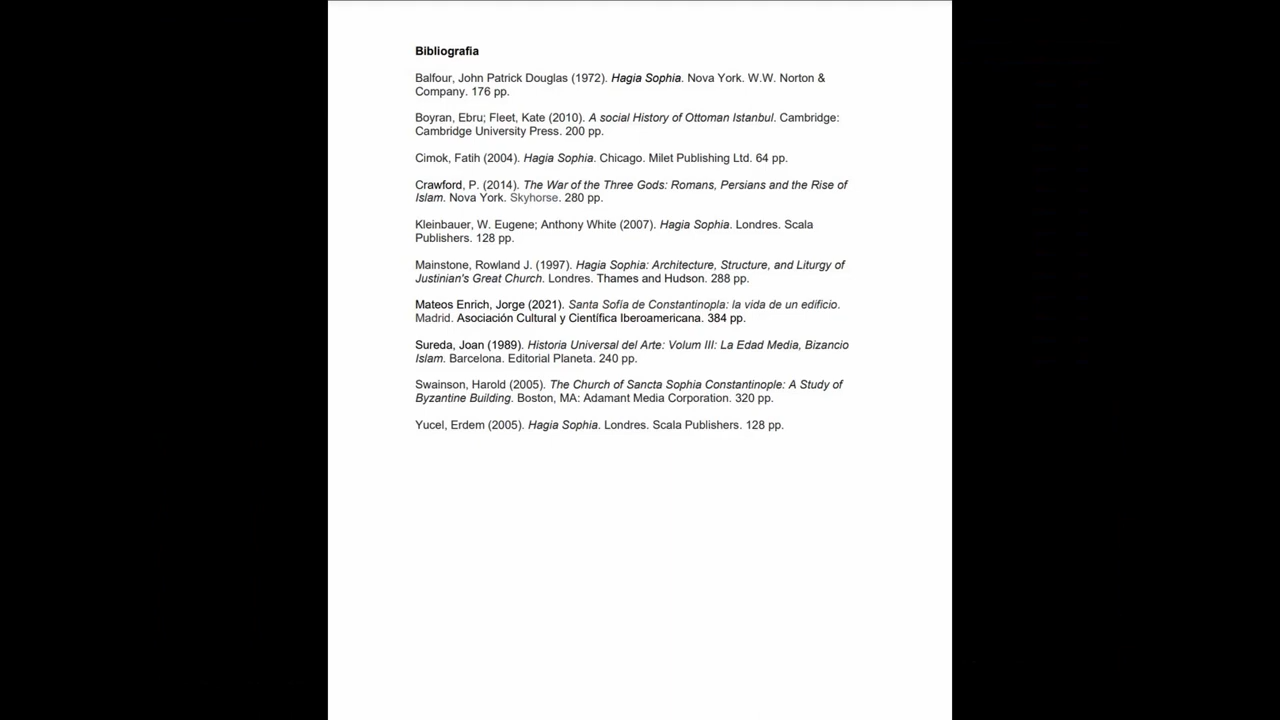 Bibliografia
Balfour, John Patrick Douglas (1972). Hagia Sophia. Nova York. W.W. Norton &
Company. 176 pp.
Boyran, Ebru; Fleet, Kate (2010). A social History of Ottoman Istanbul. Cambridge:
Cambridge University Press. 200 pp.
Cimok, Fatih (2004). Hagia Sophia. Chicago. Milet Publishing Ltd. 64 pp.
Crawford, P. (2014). The War of the Three Gods: Romans, Persians and the Rise of
Islam. Nova York. Skyhorse. 280 pp.
Kleinbauer, W. Eugene; Anthony White (2007). Hagia Sophia. Londres. Scala
Publishers. 128 pp.
Mainstone, Rowland J. (1997). Hagia Sophia: Architecture, Structure, and Liturgy of
Justinian's Great Church. Londres. Thames and Hudson. 288 pp.
Mateos Enrich, Jorge (2021). Santa Sofía de Constantinopla: la vida de un edificio.
Madrid. Asociación Cultural y Científica Iberoamericana. 384 pp.
Sureda, Joan (1989). Historia Universal del Arte: Volum III: La Edad Media, Bizancio
Islam. Barcelona. Editorial Planeta. 240 pp.
Swainson, Harold (2005). The Church of Sancta Sophia Constantinople: A Study of
Byzantine Building. Boston, MA: Adamant Media Corporation. 320 pp.
Yucel, Erdem (2005). Hagia Sophia. Londres. Scala Publishers. 128 pp.